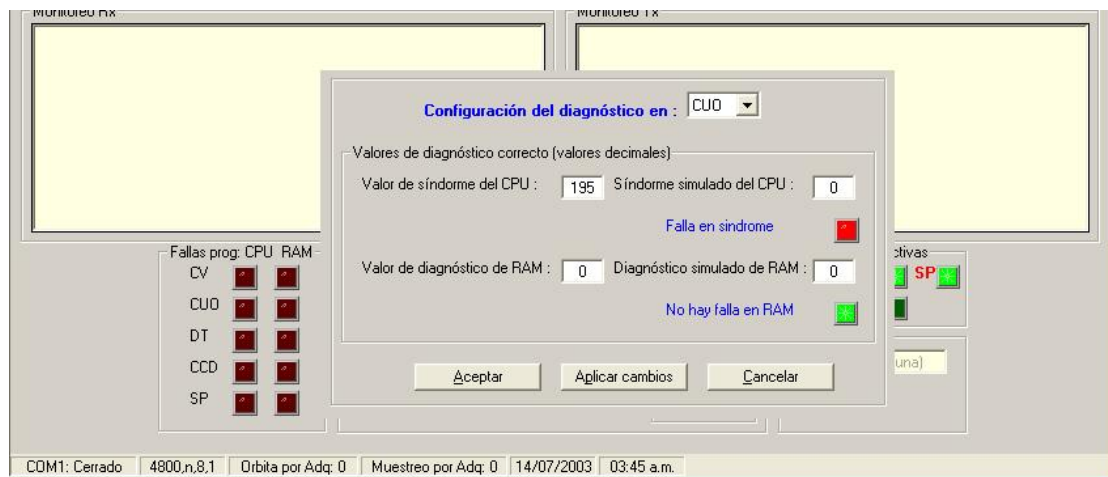 Monitoreo Rx
Monitoreo Tx
Configuración del diagnóstico en : CUO
Valores de diagnóstico correcto (valores decimales)
Valor de síndorme del CPU : 195 Síndorme simulado del CPU : 0
Falla en sindrome
Valor de diagnóstico de RAM : 0 Diagnóstico simulado de RAM : 0
No hay falla en RAM
Aceptar Aplicar cambios Cancelar
Fallas prog: CPU RAM
CV
CUO
DT
CCD
SP
ctivas
SP
una)
COM1: Cerrado 4800,n,8,1 Orbita por Adq: 0 Muestreo por Adq: 0 14/07/2003 03:45 a.m.